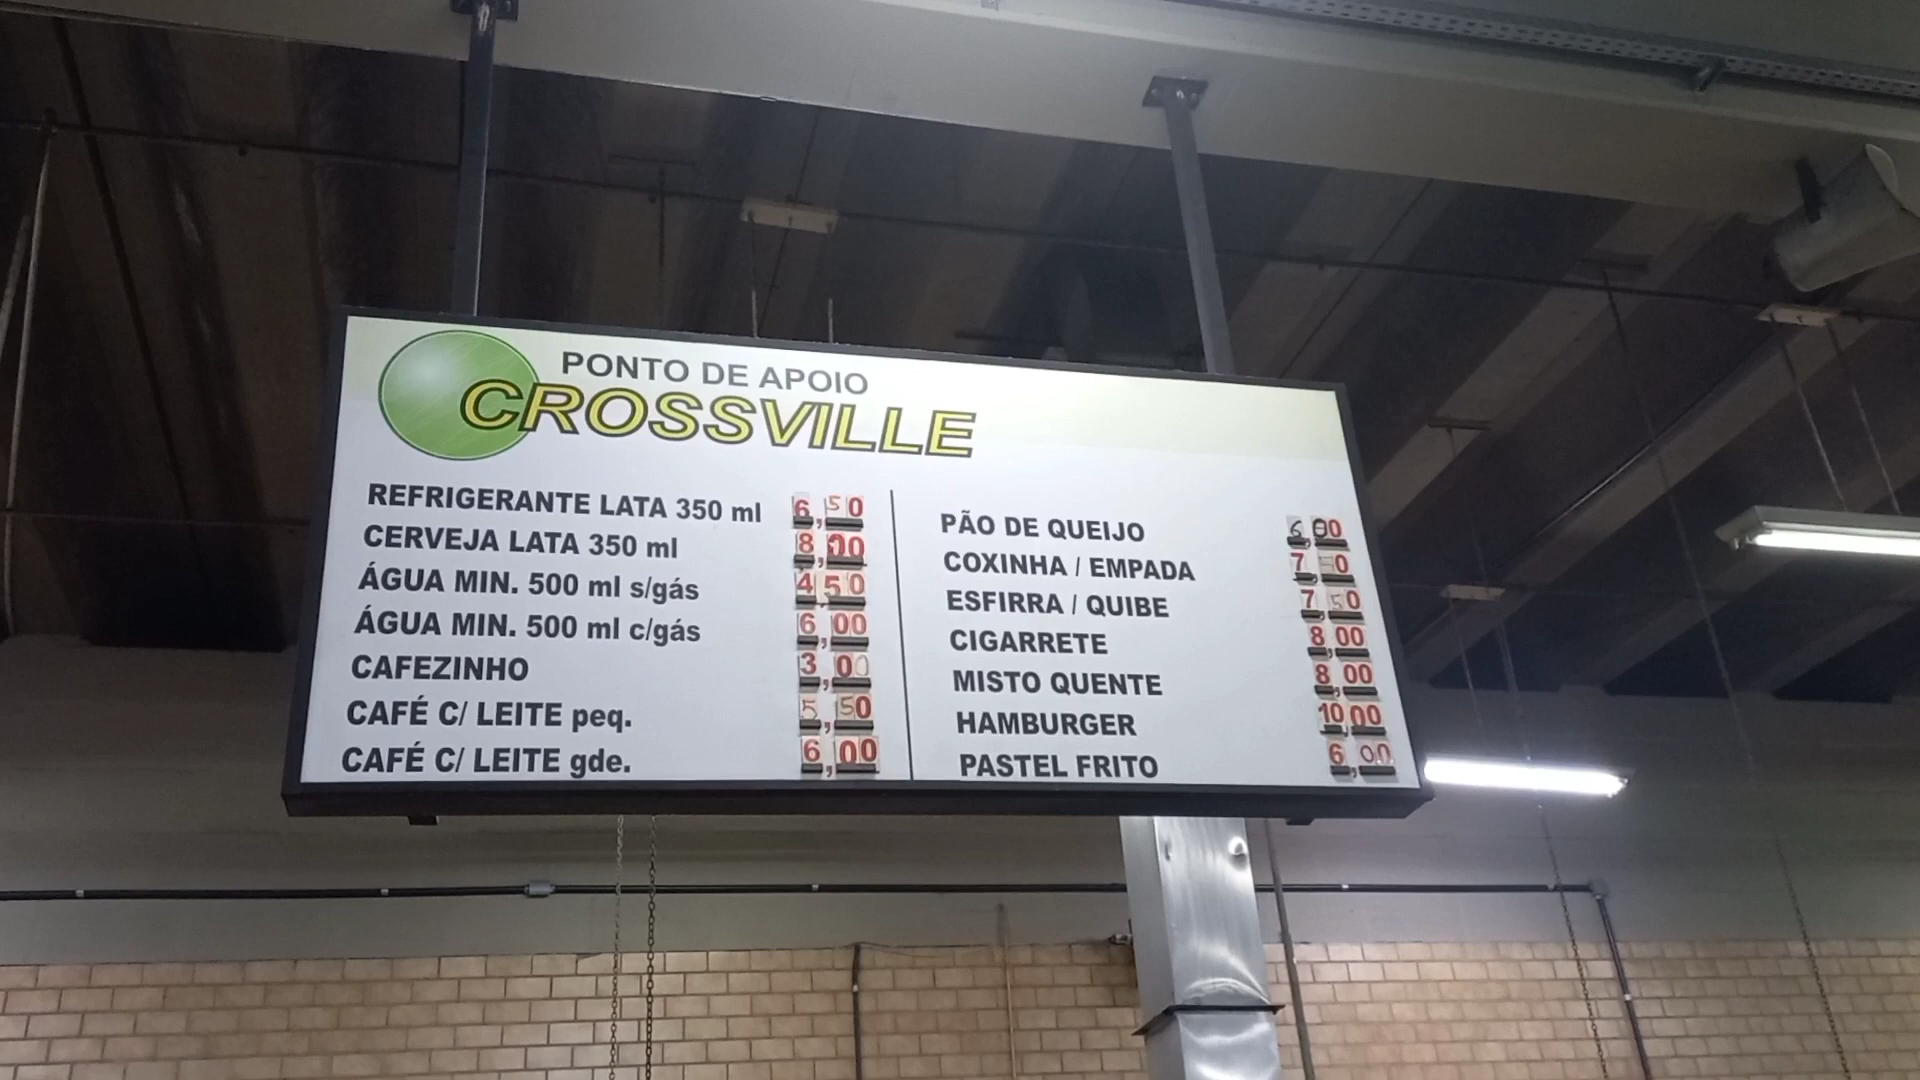 PONTO DE APOIO
CROSSVILLE
REFRIGERANTE LATA 350 ml 6,50
CERVEJA LATA 350 ml 8,00
ÁGUA MIN. 500 ml s/gás 4,50
ÁGUA MIN. 500 ml c/gás 6,00
CAFEZINHO 3,00
CAFÉ C/ LEITE peq. 5,50
CAFÉ C/ LEITE gde. 6,00
PÃO DE QUEIJO 6,00
COXINHA / EMPADA 7,50
ESFIRRA / QUIBE 7,50
CIGARRETE 8,00
MISTO QUENTE 8,00
HAMBURGER 10,00
PASTEL FRITO 6,00